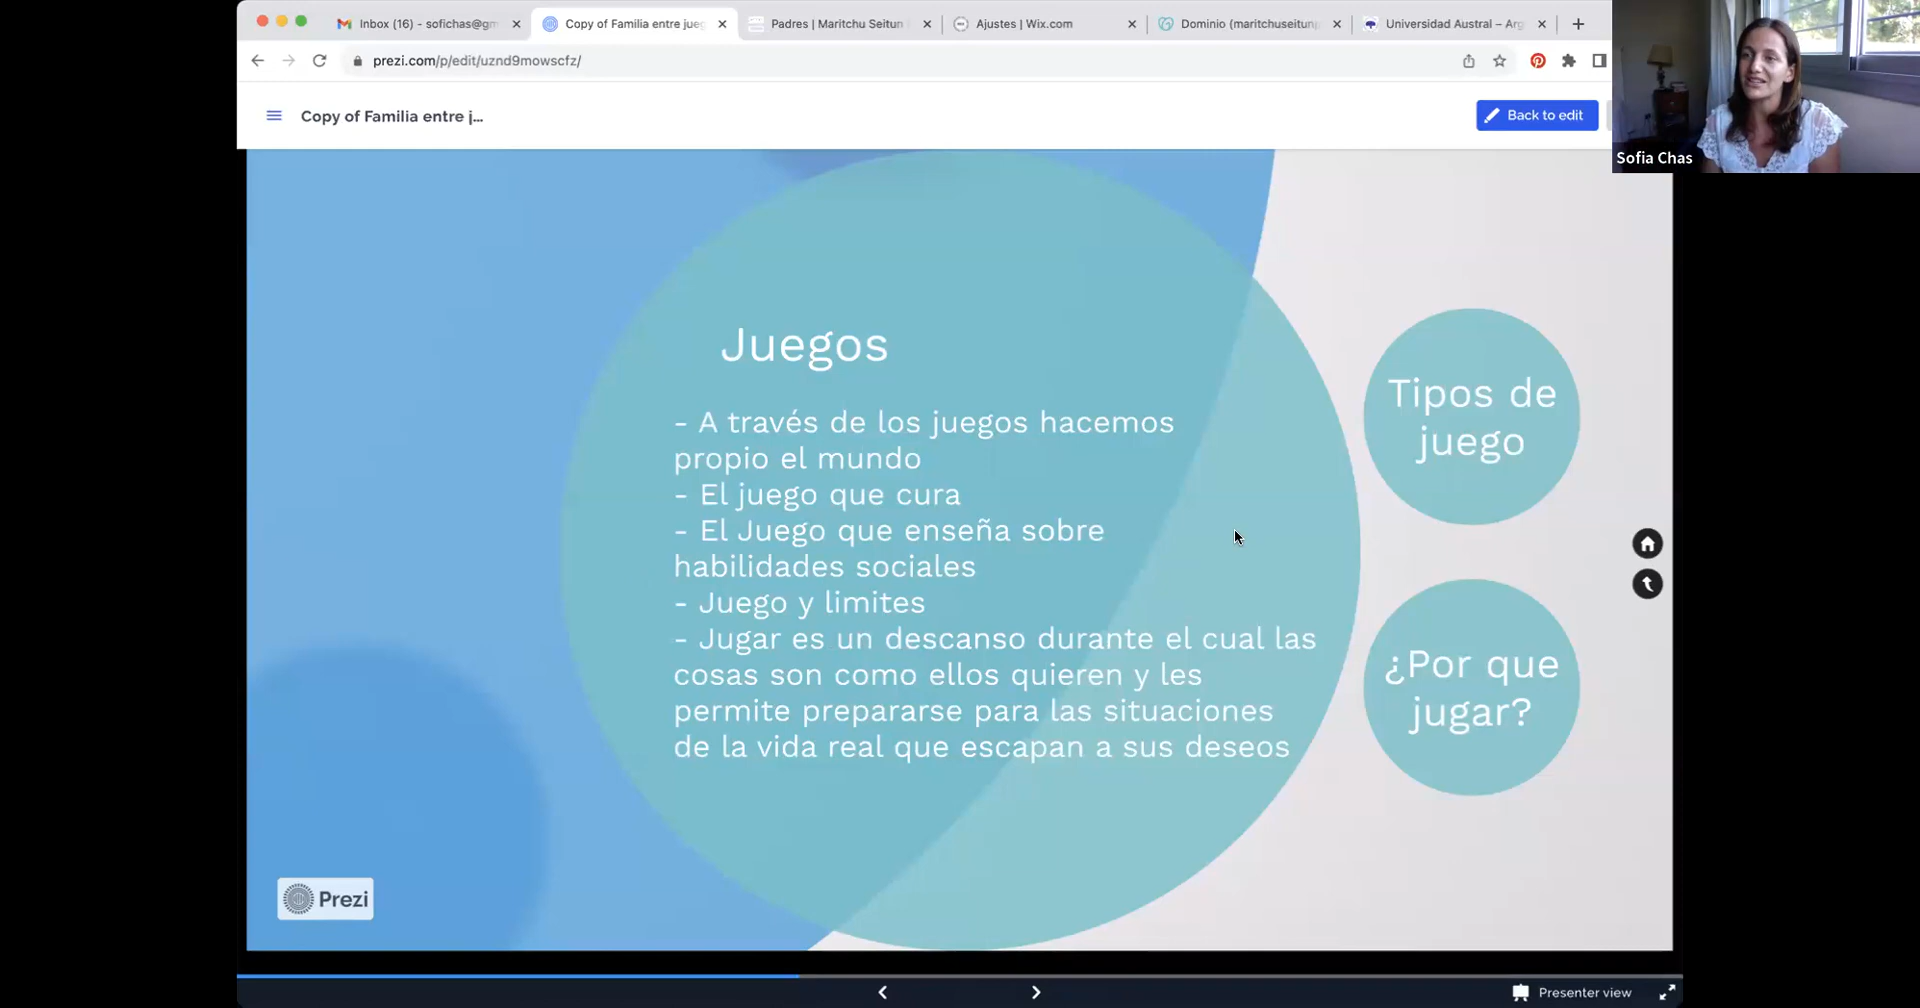 Inbox (16) - sofichas@gm
Copy of Familia entre jueg
Padres | Maritchu Seitun
Ajustes | Wix.com
Dominio (maritchuseitun
Universidad Austral – Arg
prezi.com/p/edit/uznd9mowscfz/
Copy of Familia entre j...
Back to edit
Sofia Chas
Juegos
- A través de los juegos hacemos
propio el mundo
- El juego que cura
- El Juego que enseña sobre
habilidades sociales
- Juego y limites
- Jugar es un descanso durante el cual las
cosas son como ellos quieren y les
permite prepararse para las situaciones
de la vida real que escapan a sus deseos
Tipos de
juego
¿Por que
jugar?
Prezi
Presenter view